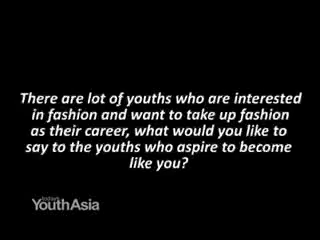 There are lot of youths who are interested
in fashion and want to take up fashion
as their career, what would you like to
say to the youths who aspire to become
like you?
today's
YouthAsia